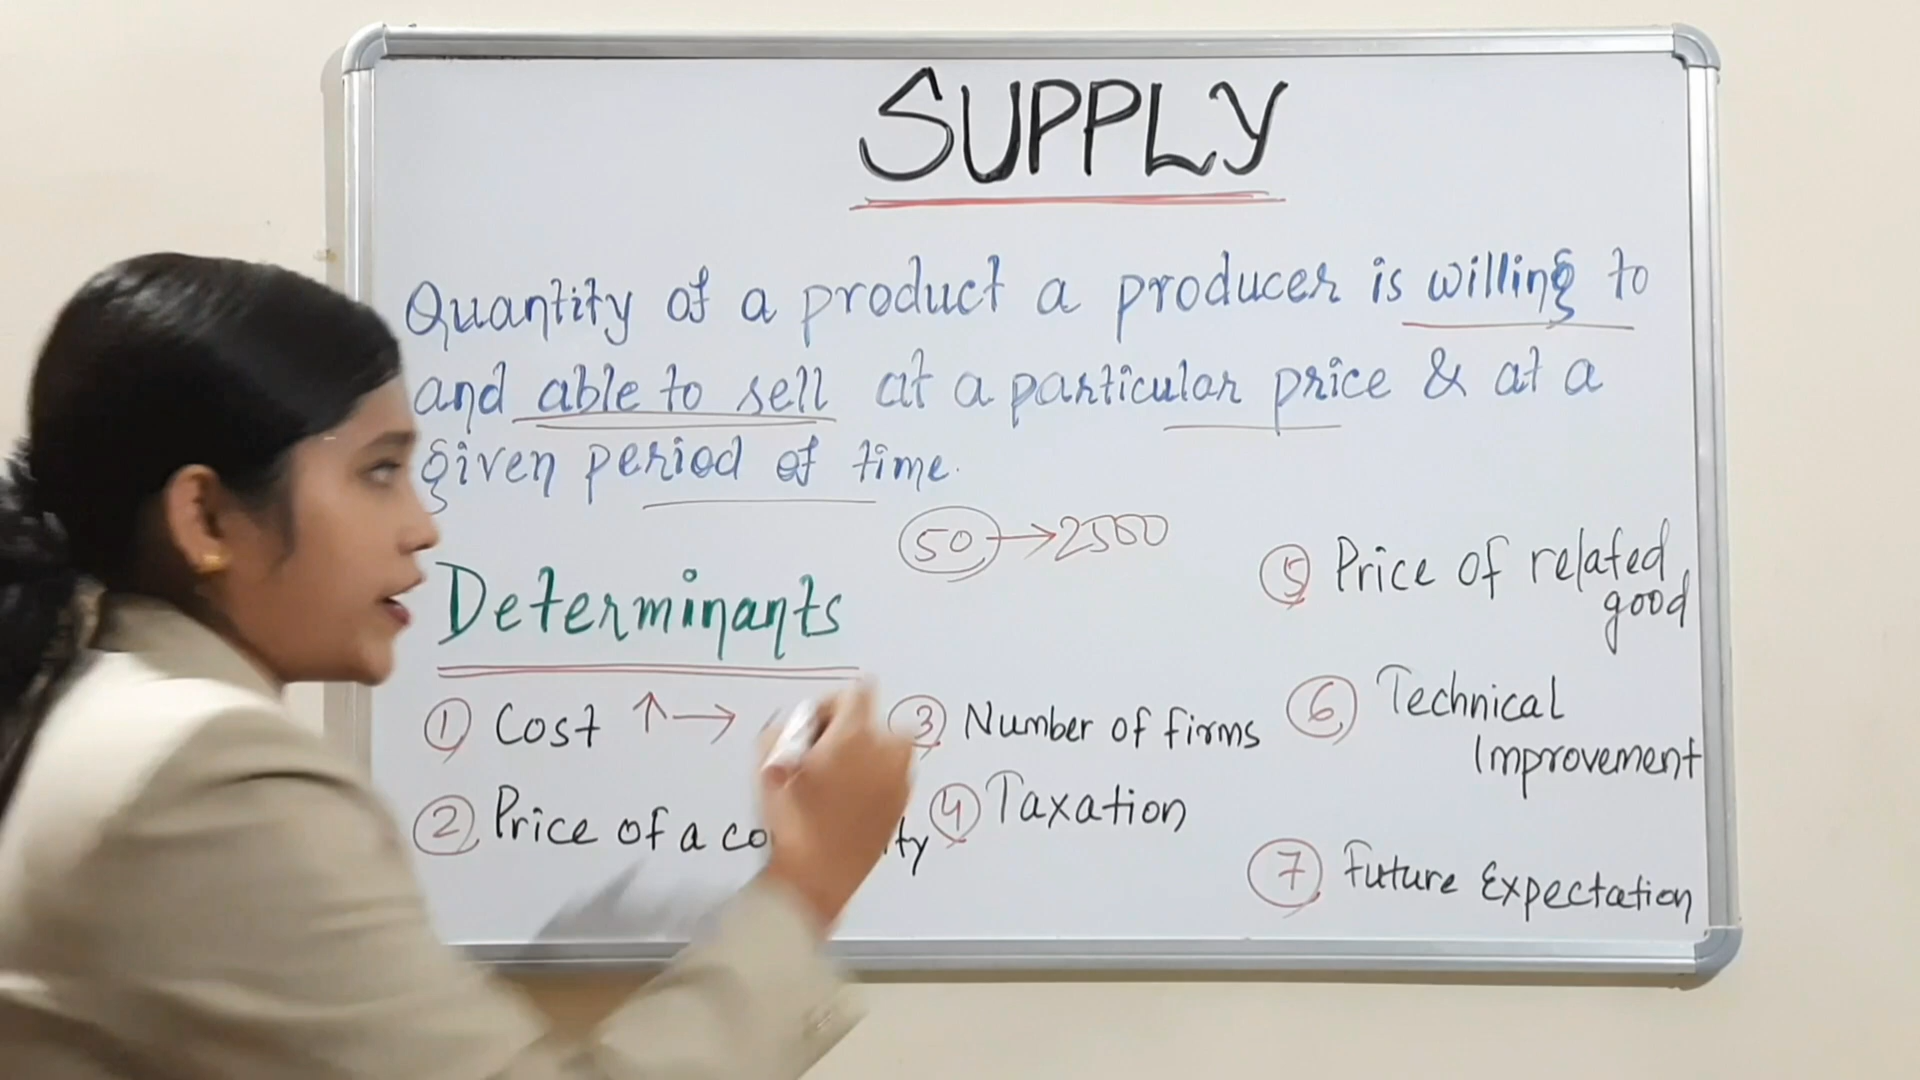 SUPPLY
Quantity of a product a producer is willing to
and able to sell at a particular price & at a
given period of time.
50 → 2500
Determinants
① Cost ↑ →
② Price of a
③ Number of firms
④ Taxation
⑤ Price of related
good
⑥ Technical
Improvement
⑦ Future Expectation